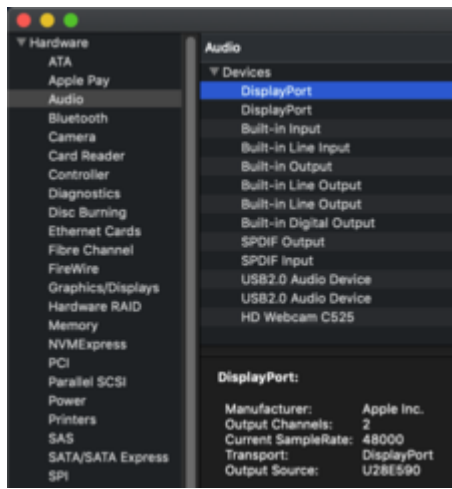 Hardware
ATA
Apple Pay
Audio
Bluetooth
Camera
Card Reader
Controller
Diagnostics
Disc Burning
Ethernet Cards
Fibre Channel
FireWire
Graphics/Displays
Hardware RAID
Memory
NVMExpress
PCI
Parallel SCSI
Power
Printers
SAS
SATA/SATA Express
SPI
Audio
Devices
DisplayPort
DisplayPort
Built-in Input
Built-in Line Input
Built-in Output
Built-in Line Output
Built-in Line Output
Built-in Digital Output
SPDIF Output
SPDIF Input
USB2.0 Audio Device
USB2.0 Audio Device
HD Webcam C525
DisplayPort:
Manufacturer: Apple Inc.
Output Channels: 2
Current SampleRate: 48000
Transport: DisplayPort
Output Source: U28E590